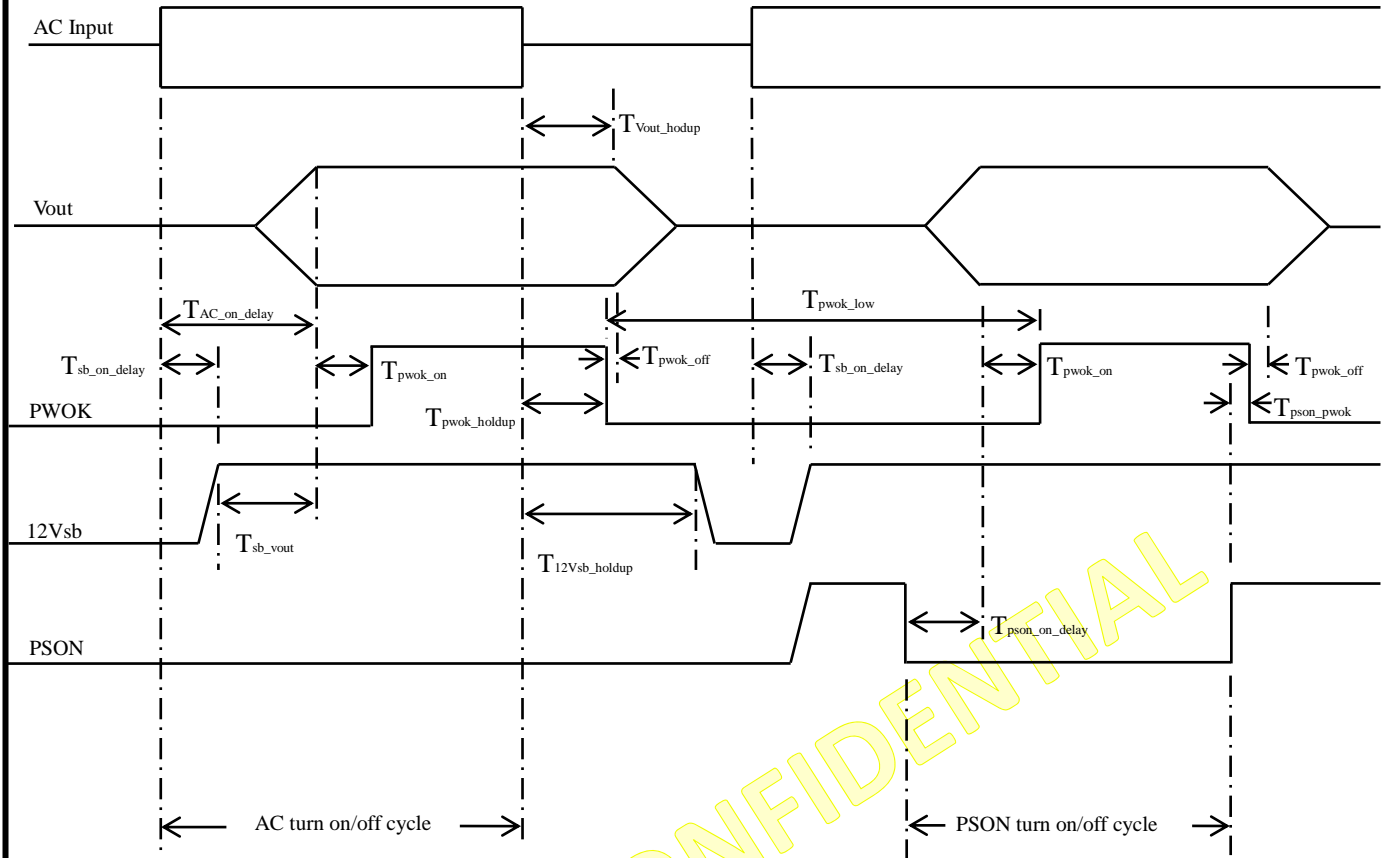 AC Input
TVout_hodup
Vout
TAC_on_delay
Tpwok_low
Tsb_on_delay
Tpwok_on
Tpwok_off
Tsb_on_delay
Tpwok_on
Tpwok_off
PWOK
Tpwok_holdup
Tpson_pwok
12Vsb
Tsb_vout
T12Vsb_holdup
PSON
Tpson_on_delay
AC turn on/off cycle
PSON turn on/off cycle
ONFIDENTIAL